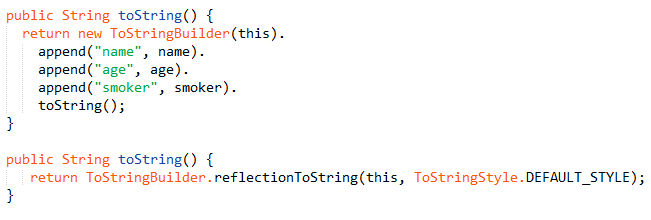 public String toString() {
  return new ToStringBuilder(this).
    append("name", name).
    append("age", age).
    append("smoker", smoker).
    toString();
}
public String toString() {
   return ToStringBuilder.reflectionToString(this, ToStringStyle.DEFAULT_STYLE);
}